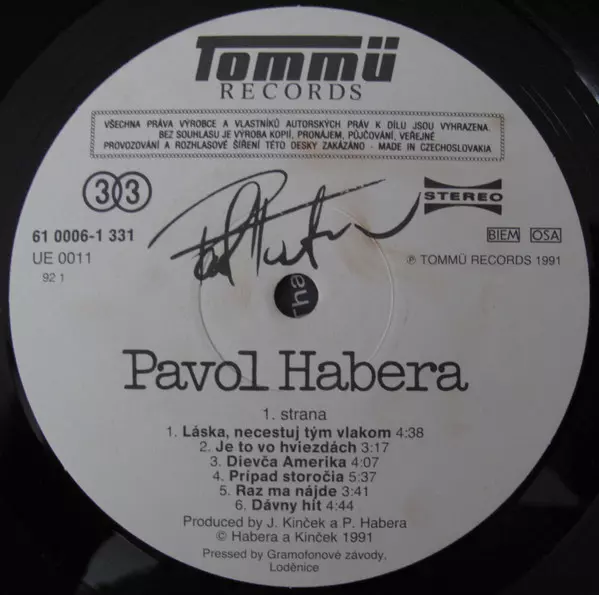 Tommü
RECORDS
VŠECHNA PRÁVA VÝROBCE A VLASTNÍKŮ AUTORSKÝCH PRÁV K DÍLU JSOU VYHRAZENA.
BEZ SOUHLASU JE VÝROBA KOPIÍ, PRONÁJEM, PŮJČOVÁNÍ, VEŘEJNÉ
PROVOZOVÁNÍ A ROZHLASOVÉ ŠÍŘENÍ TÉTO DESKY ZAKÁZÁNO - MADE IN CZECHOSLOVAKIA
33
STEREO
61 0006-1 331
BIEM OSA
UE 0011
℗ TOMMÜ RECORDS 1991
92 1
Pavol Habera
1. strana
1. Láska, necestuj tým vlakom 4:38
2. Je to vo hviezdách 3:17
3. Dievča Amerika 4:07
4. Prípad storočia 5:37
5. Raz ma nájde 3:41
6. Dávny hit 4:44
Produced by J. Kinček a P. Habera
© Habera a Kinček 1991
Pressed by Gramofonové závody,
Loděnice